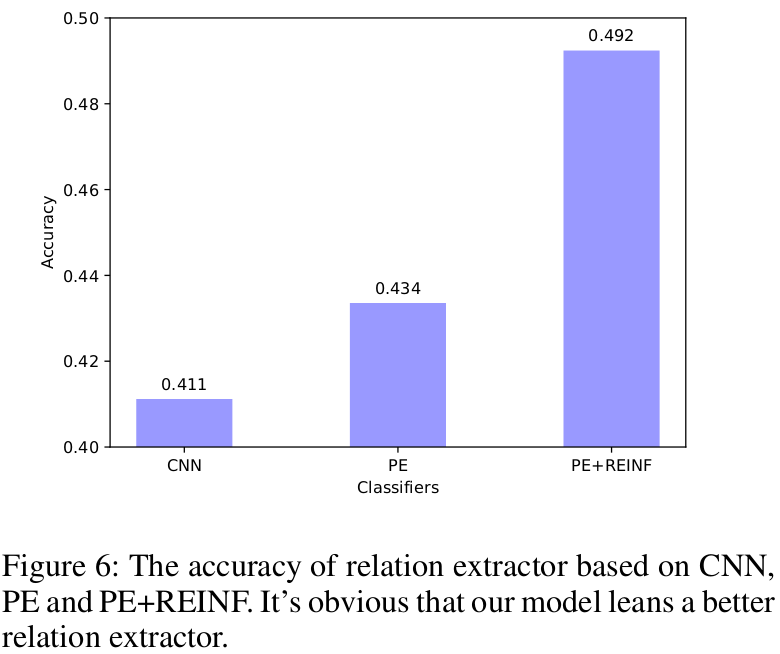 0.50
0.492
0.48
0.46
Accuracy
0.44
0.434
0.42
0.411
0.40
CNN PE PE+REINF
Classifiers
Figure 6: The accuracy of relation extractor based on CNN,
PE and PE+REINF. It's obvious that our model leans a better
relation extractor.